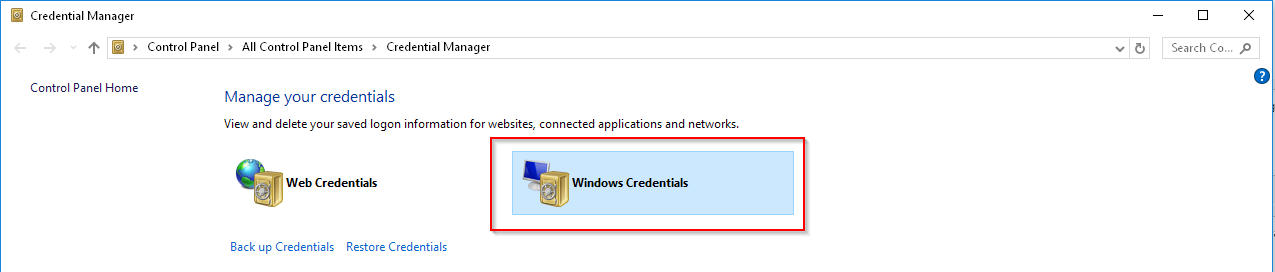 Credential Manager
Control Panel > All Control Panel Items > Credential Manager
Search Co...
?
Control Panel Home
Manage your credentials
View and delete your saved logon information for websites, connected applications and networks.
Web Credentials
Windows Credentials
Back up Credentials Restore Credentials